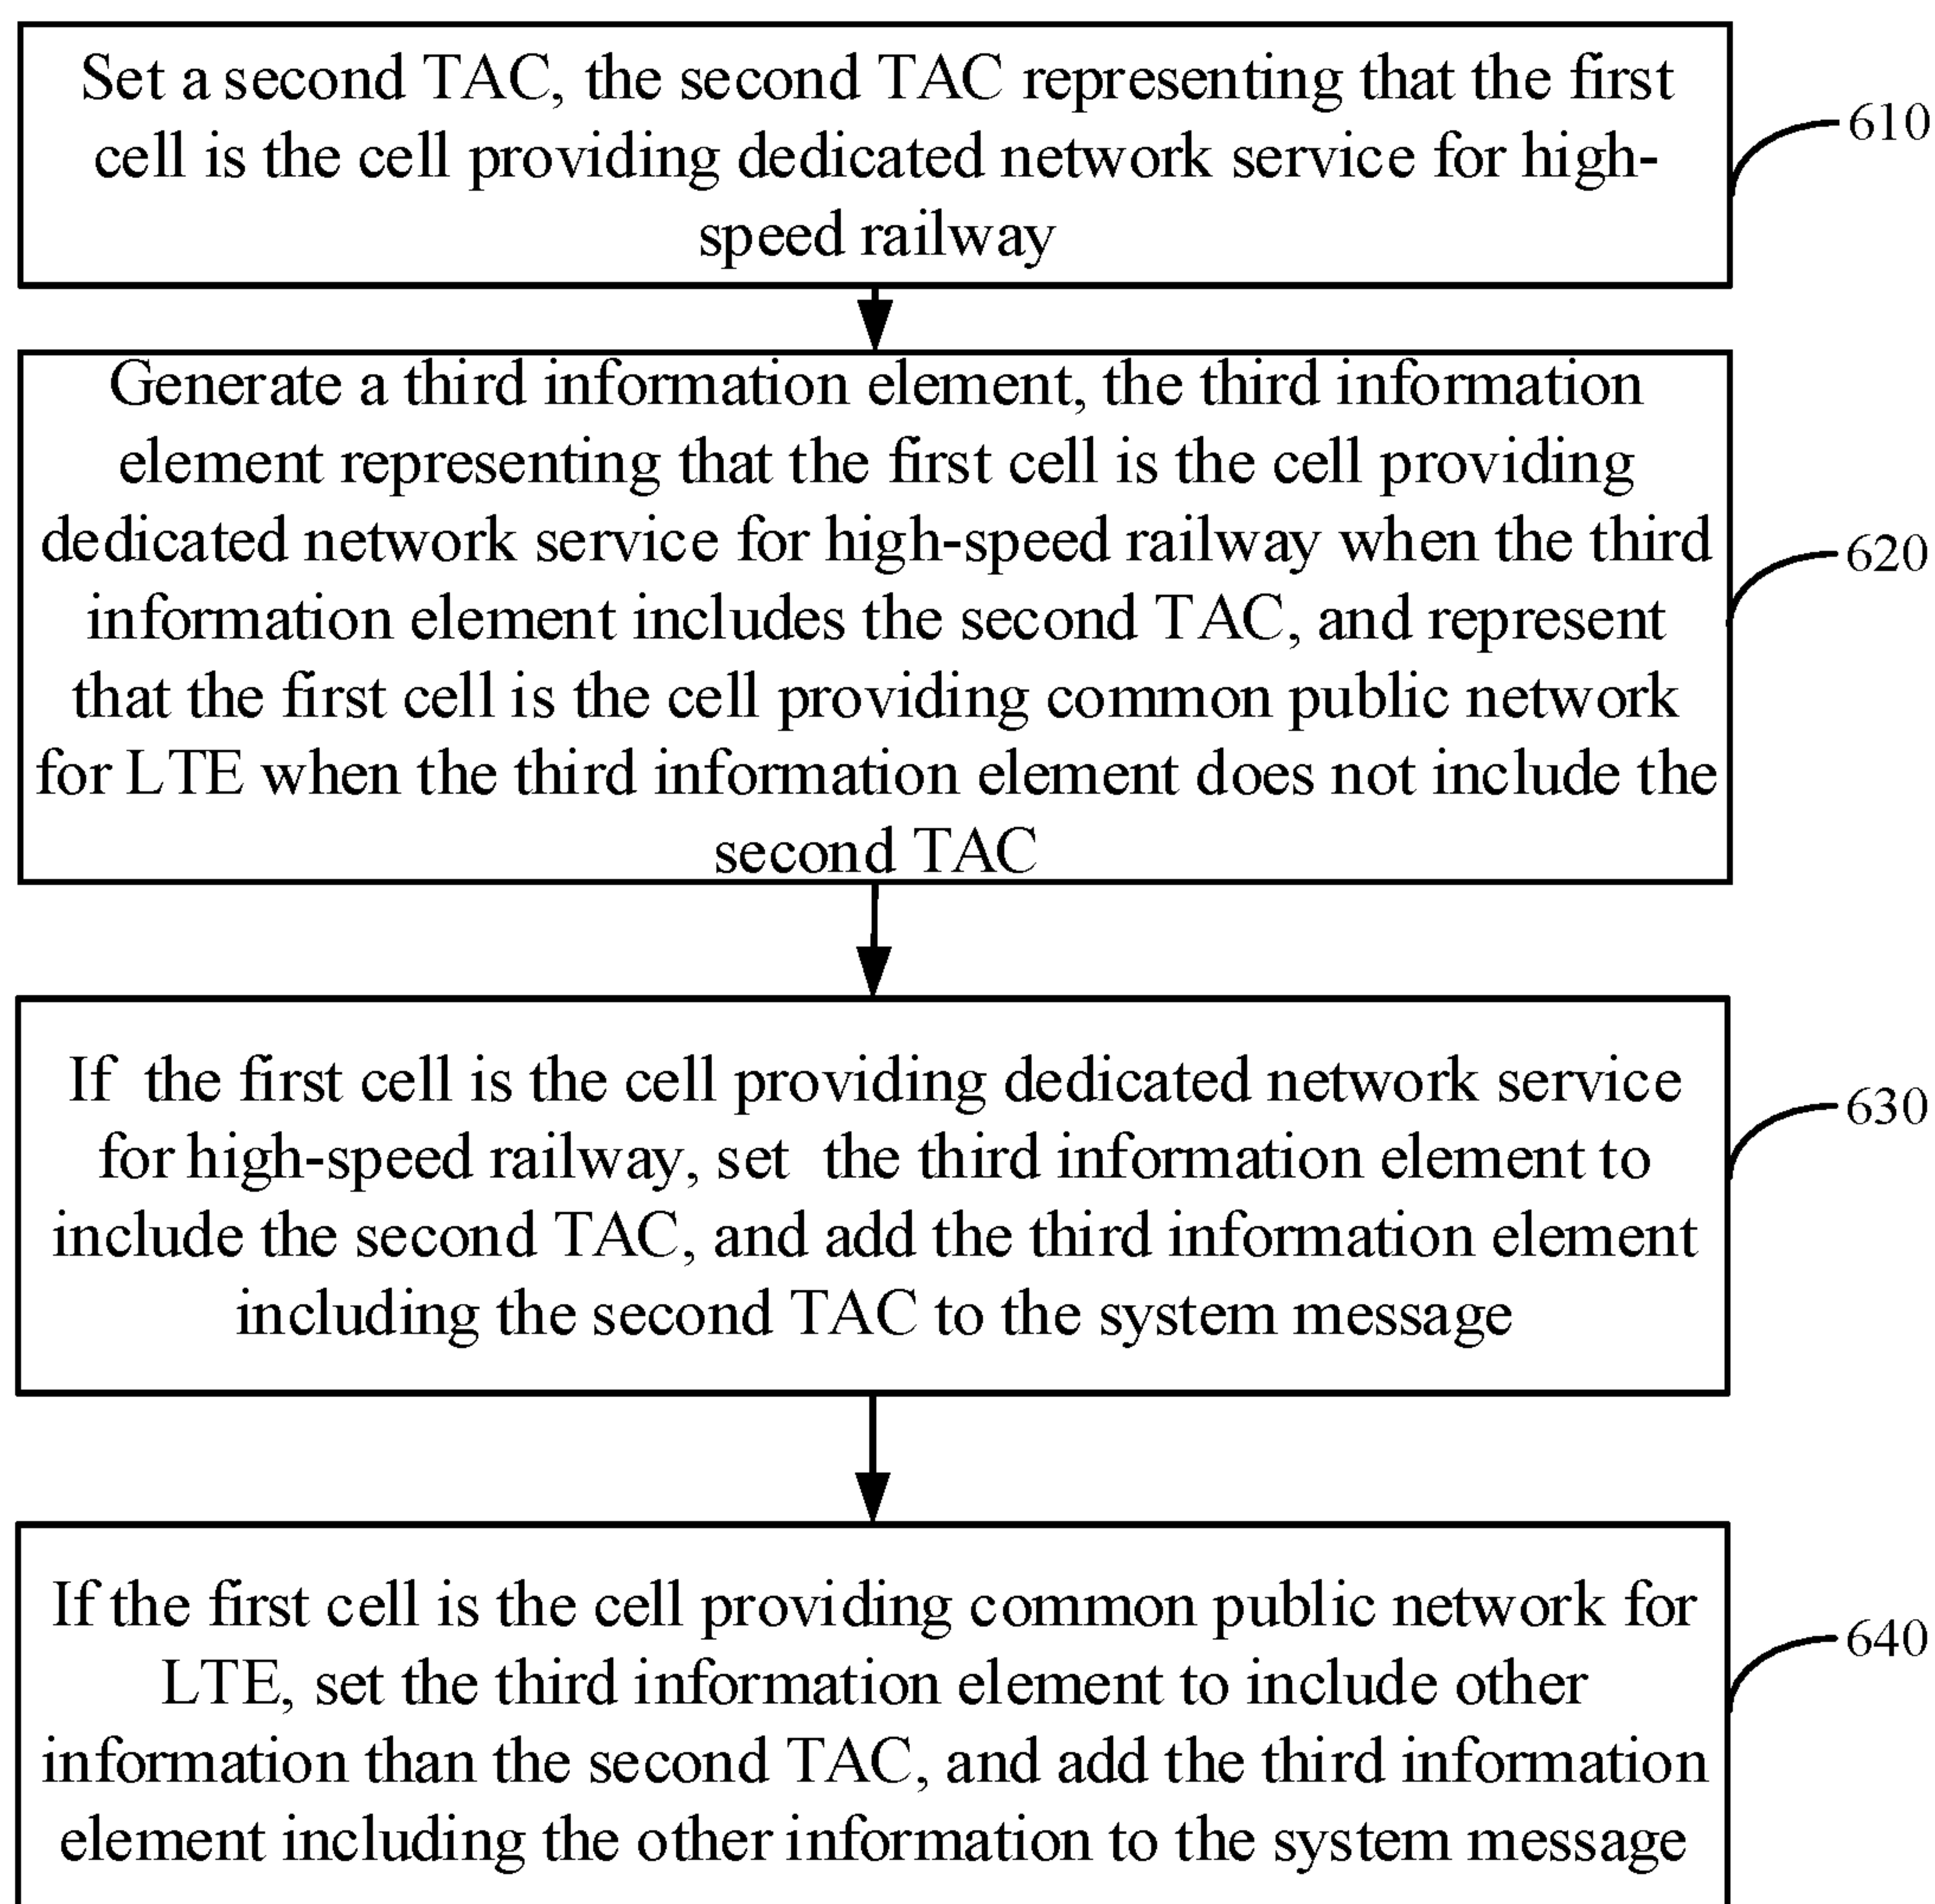 Set a second TAC, the second TAC representing that the first
cell is the cell providing dedicated network service for high-
speed railway
610
Generate a third information element, the third information
element representing that the first cell is the cell providing
dedicated network service for high-speed railway when the third
information element includes the second TAC, and represent
that the first cell is the cell providing common public network
for LTE when the third information element does not include the
second TAC
620
If the first cell is the cell providing dedicated network service
for high-speed railway, set the third information element to
include the second TAC, and add the third information element
including the second TAC to the system message
630
If the first cell is the cell providing common public network for
LTE, set the third information element to include other
information than the second TAC, and add the third information
element including the other information to the system message
640